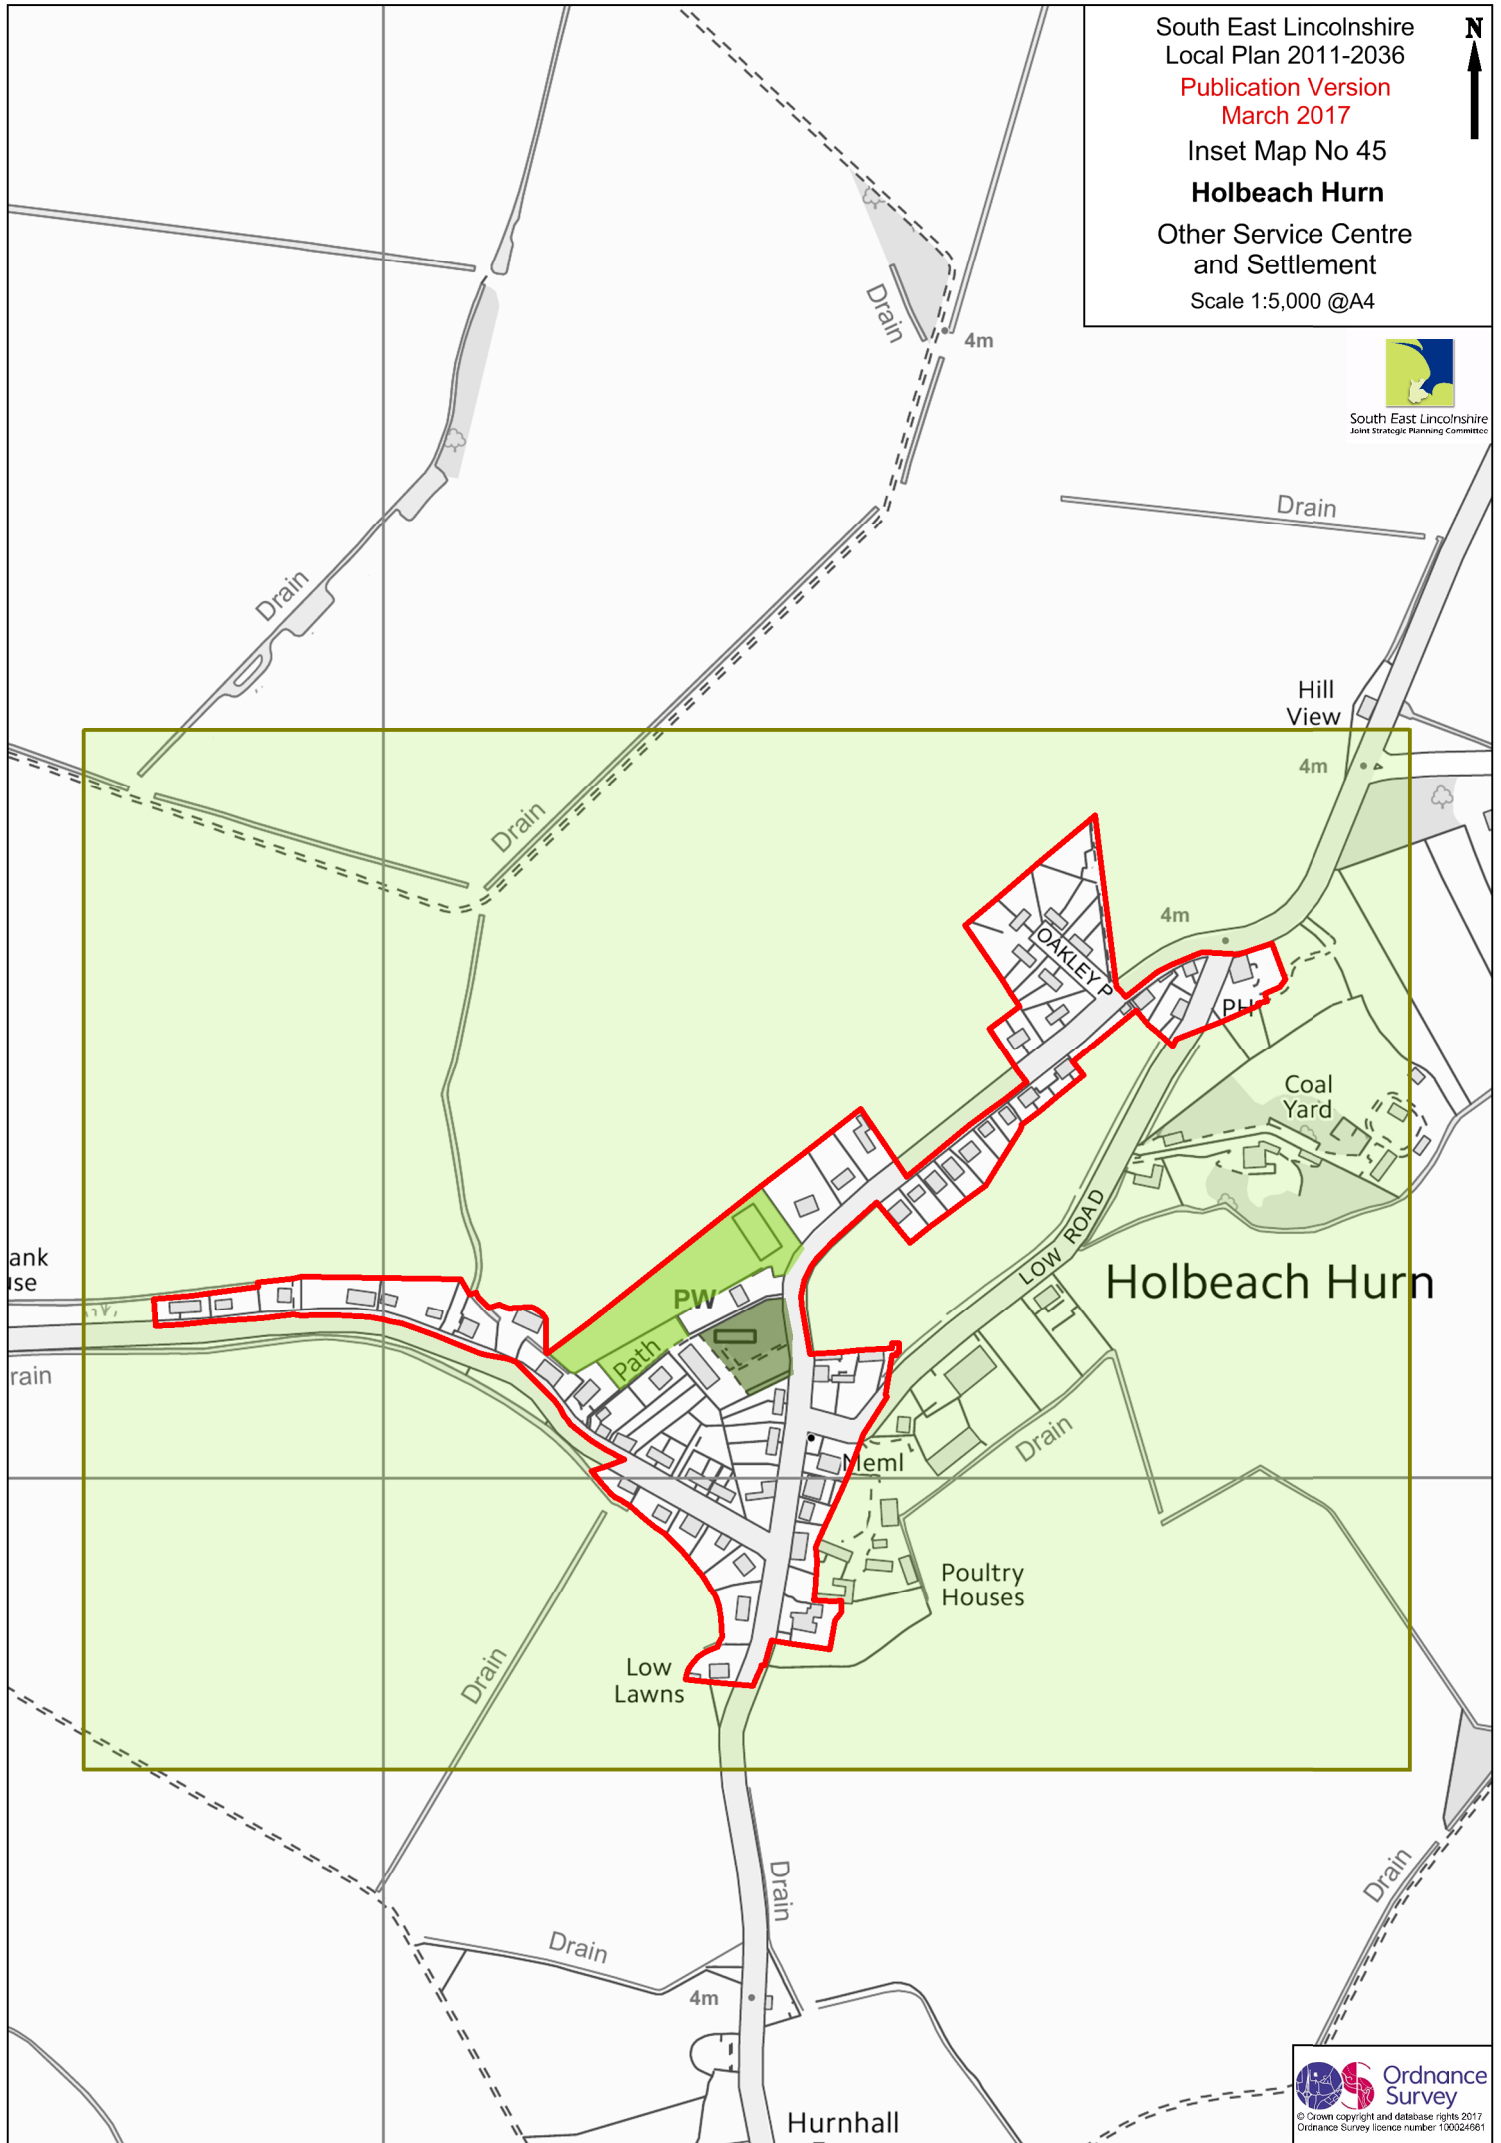 South East Lincolnshire
Local Plan 2011-2036
Publication Version
March 2017
Inset Map No 45
Holbeach Hurn
Other Service Centre
and Settlement
Scale 1:5,000 @A4
N
South East Lincolnshire
Joint Strategic Planning Committee
Drain
4m
Drain
Drain
Hill
View
4m
Drain
4m
OAKLEY P
PH
Coal
Yard
LOW ROAD
Holbeach Hurn
ank
use
rain
PW
Path
Drain
Meml
Poultry
Houses
Low
Lawns
Drain
Drain
Drain
Drain
4m
Hurnhall
Ordnance
Survey
© Crown copyright and database rights 2017
Ordnance Survey licence number 100024661